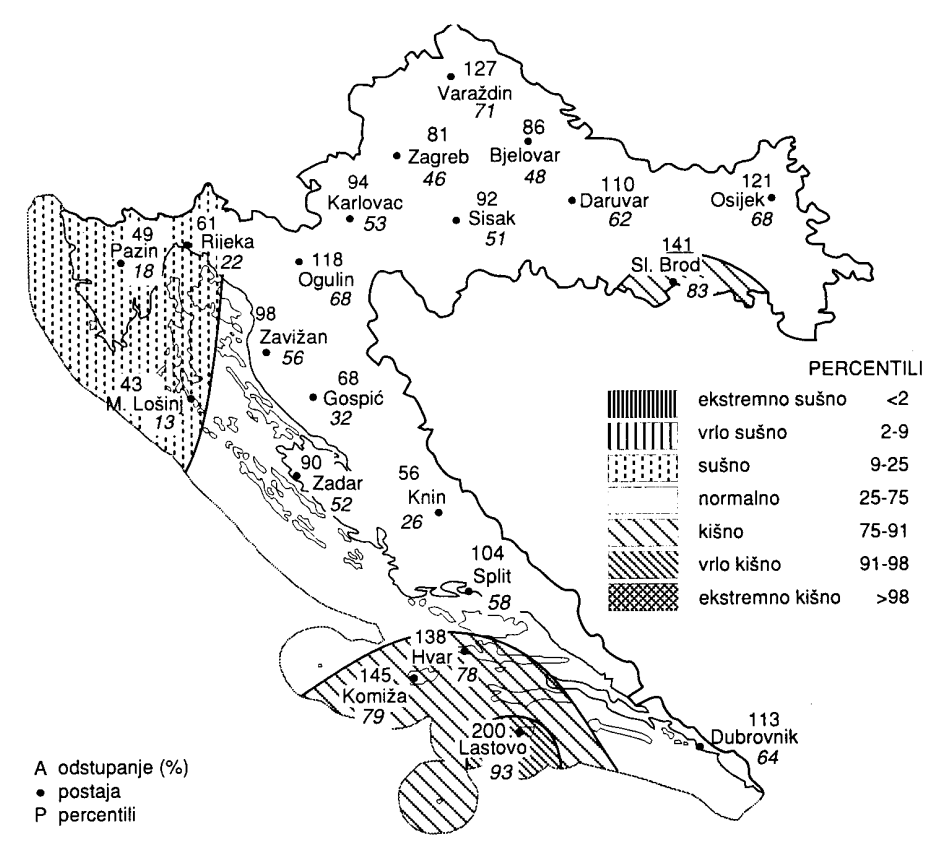 127
Varaždin
71
81
Zagreb
46
86
Bjelovar
48
94
Karlovac
53
92
Sisak
51
110
Daruvar
62
121
Osijek
68
141
Sl. Brod
83
49
Pazin
18
61
Rijeka
22
118
Ogulin
68
98
Zavižan
56
43
M. Lošinj
13
68
Gospić
32
90
Zadar
52
56
Knin
26
104
Split
58
138
Hvar
78
145
Komiža
79
200
Lastovo
93
113
Dubrovnik
64
PERCENTILI
ekstremno sušno <2
vrlo sušno 2-9
sušno 9-25
normalno 25-75
kišno 75-91
vrlo kišno 91-98
ekstremno kišno >98
A odstupanje (%)
• postaja
P percentili